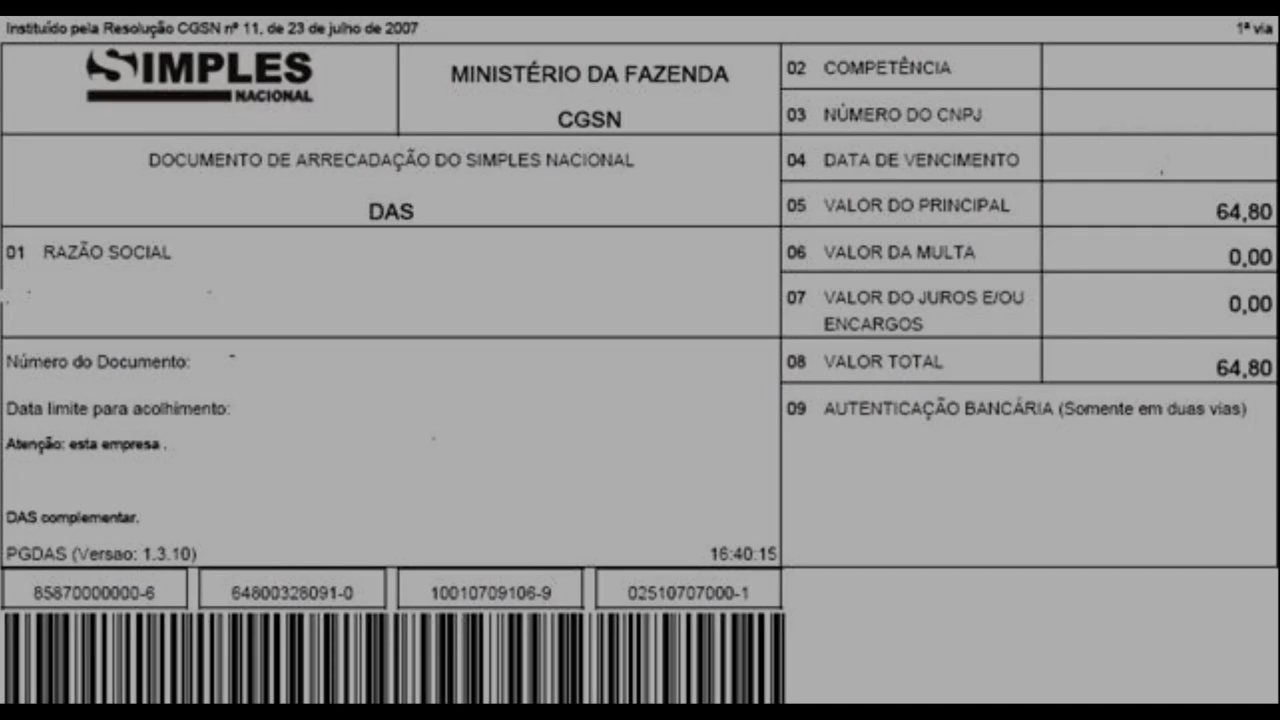 Instituído pela Resolução CGSN nº 11, de 23 de julho de 2007
1ª via
SIMPLES
NACIONAL
MINISTÉRIO DA FAZENDA
CGSN
DOCUMENTO DE ARRECADAÇÃO DO SIMPLES NACIONAL
DAS
01 RAZÃO SOCIAL
Número do Documento:
Data limite para acolhimento:
Atenção: esta empresa .
DAS complementar.
PGDAS (Versao: 1.3.10) 16:40:15
02 COMPETÊNCIA
03 NÚMERO DO CNPJ
04 DATA DE VENCIMENTO
05 VALOR DO PRINCIPAL 64,80
06 VALOR DA MULTA 0,00
07 VALOR DO JUROS E/OU
ENCARGOS 0,00
08 VALOR TOTAL 64,80
09 AUTENTICAÇÃO BANCÁRIA (Somente em duas vias)
85870000000-6 64800328091-0 10010709106-9 02510707000-1